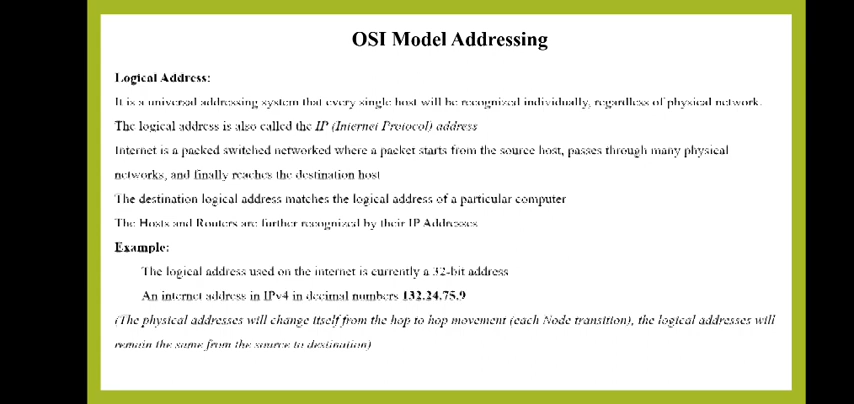 OSI Model Addressing
Logical Address:
It is a universal addressing system that every single host will be recognized individually, regardless of physical network.
The logical address is also called the IP (Internet Protocol) address
Internet is a packed switched networked where a packet starts from the source host, passes through many physical
networks, and finally reaches the destination host
The destination logical address matches the logical address of a particular computer
The Hosts and Routers are further recognized by their IP Addresses
Example:
The logical address used on the internet is currently a 32-bit address
An internet address in IPv4 in decimal numbers 132.24.75.9
(The physical addresses will change itself from the hop to hop movement (each Node transition), the logical addresses will
remain the same from the source to destination)